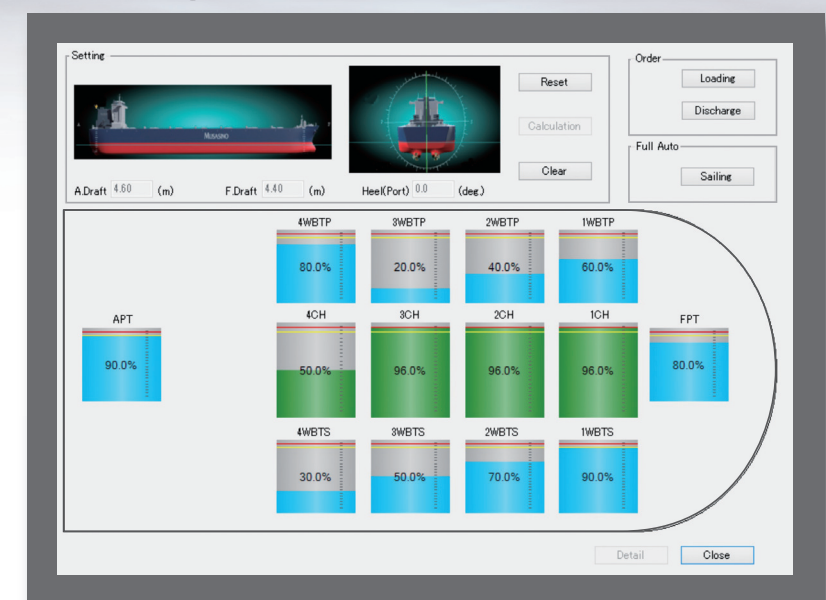 Setting
MUSASINO
Reset
Calculation
Clear
A.Draft 4.60 (m)
F.Draft 4.40 (m)
Heel(Port) 0.0 (deg.)
Order
Loading
Discharge
Full Auto
Sailing
4WBTP 3WBTP 2WBTP 1WBTP
80.0% 20.0% 40.0% 60.0%
APT 4CH 3CH 2CH 1CH FPT
90.0% 50.0% 96.0% 96.0% 96.0% 80.0%
4WBTS 3WBTS 2WBTS 1WBTS
30.0% 50.0% 70.0% 90.0%
Detail
Close